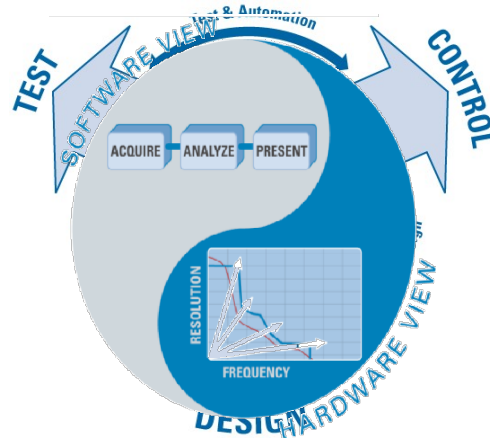 Test & Automation
TEST
CONTROL
SOFTWARE VIEW
ACQUIRE
ANALYZE
PRESENT
RESOLUTION
FREQUENCY
HARDWARE VIEW
DESIGN